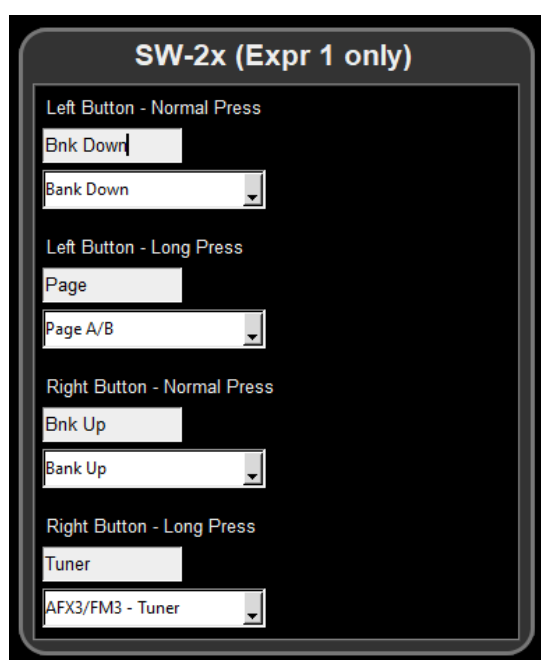 SW-2x (Expr 1 only)
Left Button - Normal Press
Bnk Down
Bank Down
Left Button - Long Press
Page
Page A/B
Right Button - Normal Press
Bnk Up
Bank Up
Right Button - Long Press
Tuner
AFX3/FM3 - Tuner